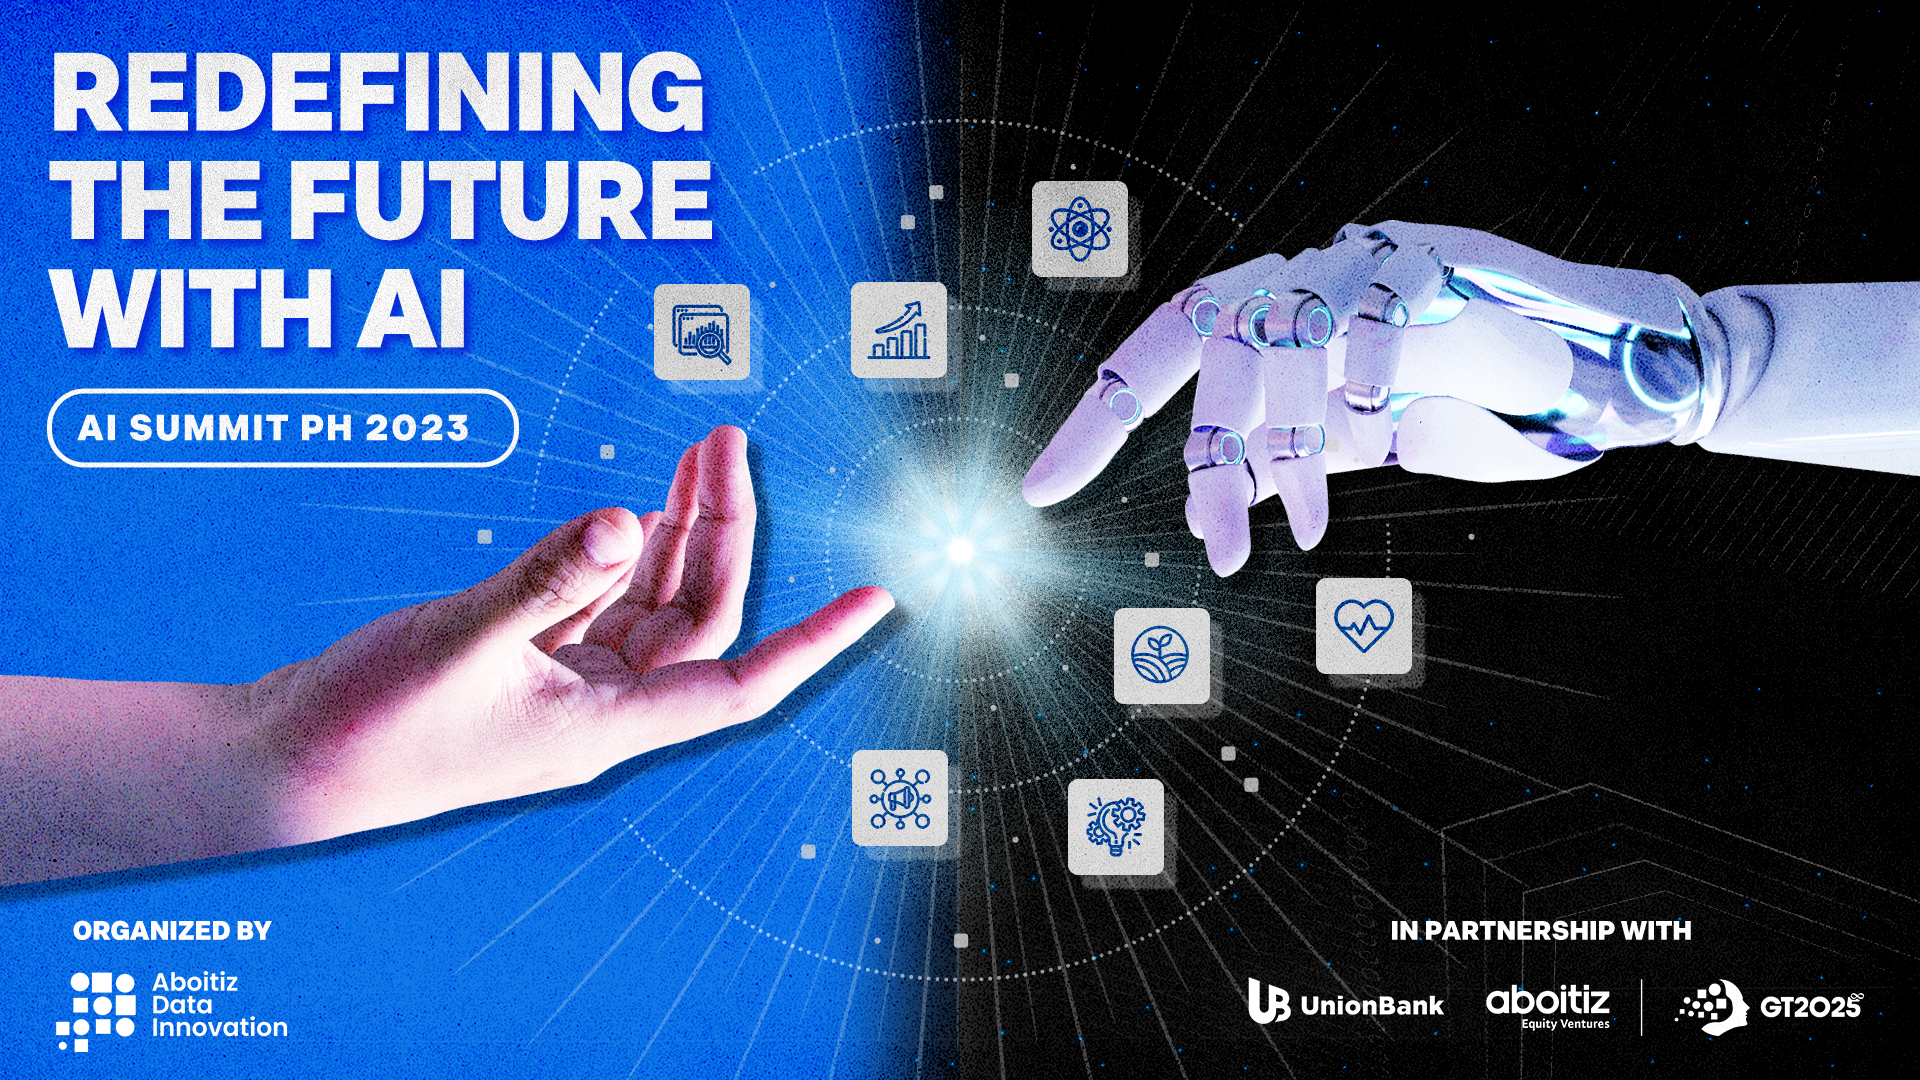 REDEFINING
THE FUTURE
WITH AI
AI SUMMIT PH 2023
ORGANIZED BY
Aboitiz
Data
Innovation
IN PARTNERSHIP WITH
UB UnionBank
aboitiz
Equity Ventures
GT2025∞